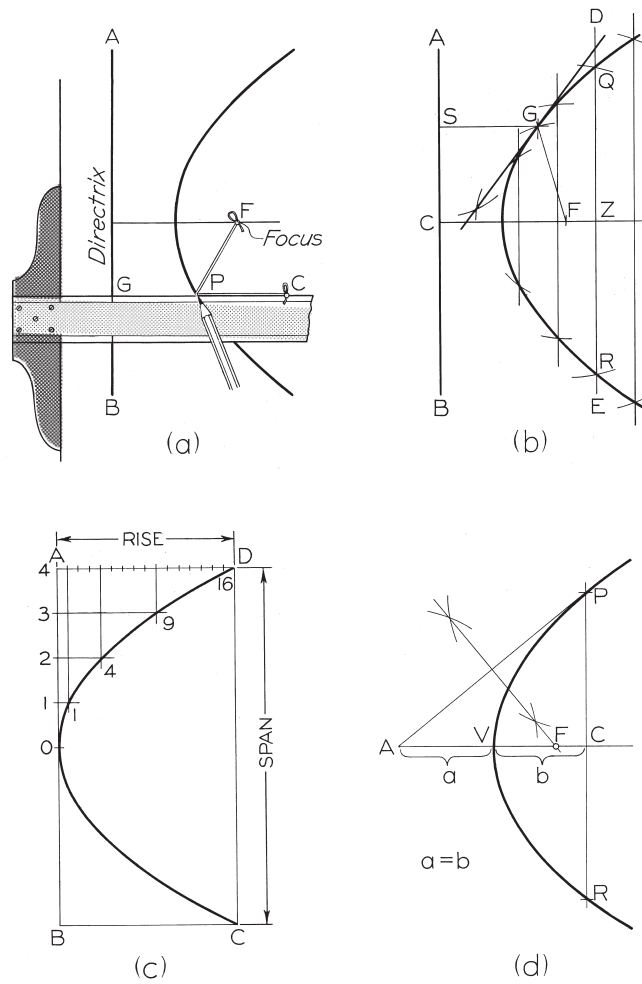 A
Directrix
F
Focus
G
P
C
B
(a)
D
A
Q
S
G
C
F
Z
R
B
E
(b)
RISE
A
D
4
16
3
9
2
4
1
1
0
SPAN
B
C
(c)
P
A
V
F
C
a
b
a=b
R
(d)